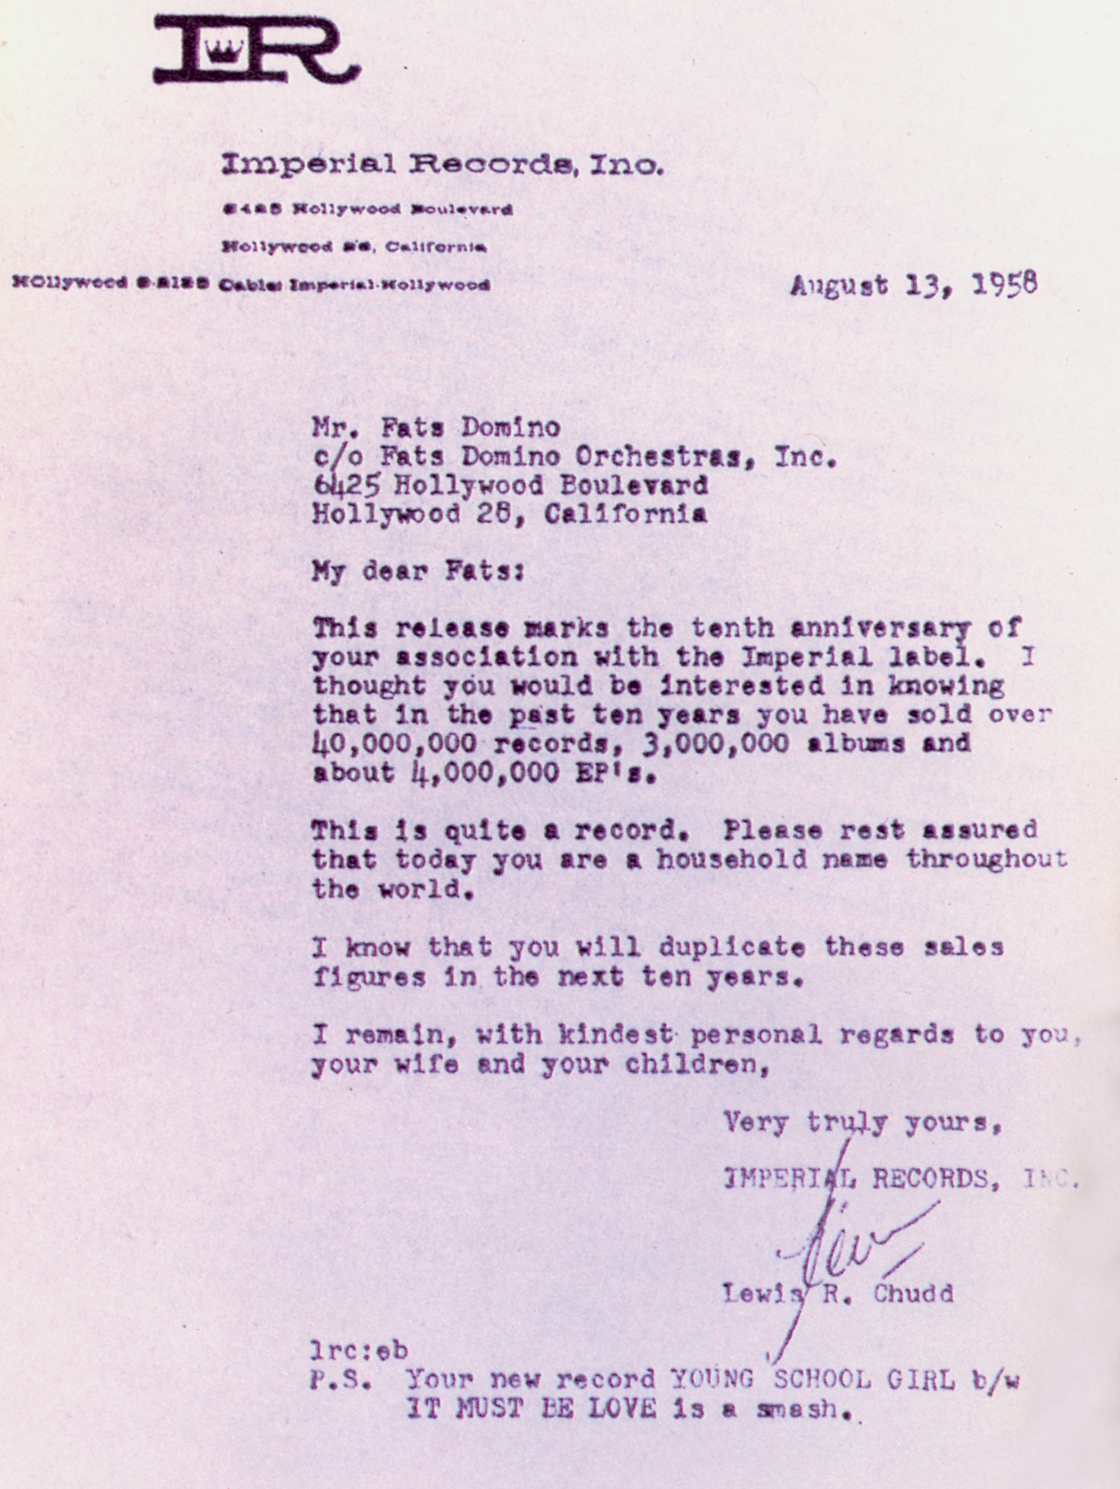 IR
Imperial Records, Inc.
6425 Hollywood Boulevard
Hollywood 28, California
HOllywood Cable: Imperial-Hollywood
August 13, 1958
Mr. Fats Domino
c/o Fats Domino Orchestras, Inc.
6425 Hollywood Boulevard
Hollywood 28, California
My dear Fats:
This release marks the tenth anniversary of
your association with the Imperial label. I
thought you would be interested in knowing
that in the past ten years you have sold over
40,000,000 records, 3,000,000 albums and
about 4,000,000 EP's.
This is quite a record. Please rest assured
that today you are a household name throughout
the world.
I know that you will duplicate these sales
figures in the next ten years.
I remain, with kindest personal regards to you,
your wife and your children,
Very truly yours,
IMPERIAL RECORDS, INC.
Lew
Lewis R. Chudd
lrc:eb
P.S. Your new record YOUNG SCHOOL GIRL b/w
IT MUST BE LOVE is a smash.